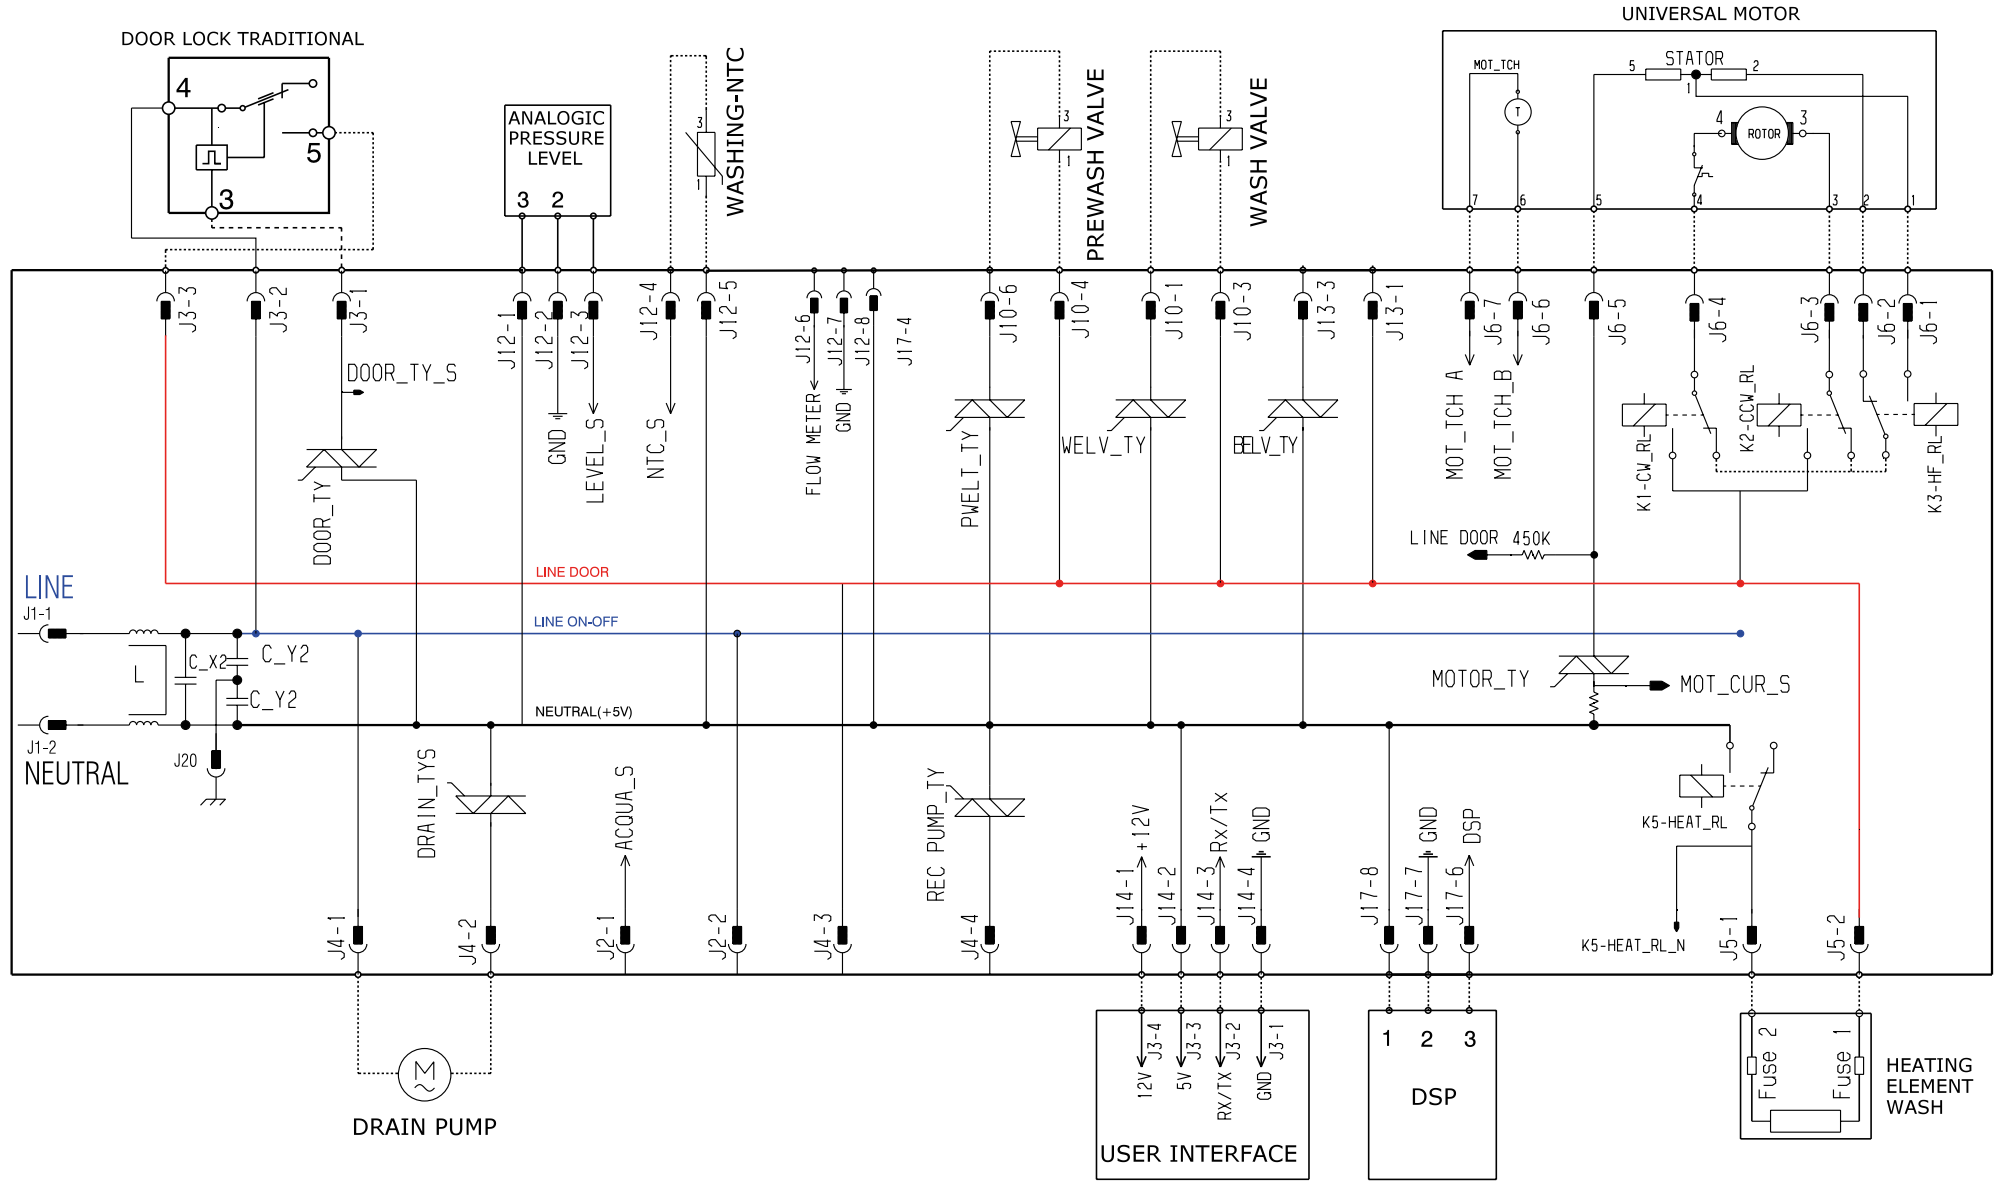 UNIVERSAL MOTOR
DOOR LOCK TRADITIONAL
4
5
3
ANALOGIC
PRESSURE
LEVEL
3 2
3
1
WASHING-NTC
3
1
PREWASH VALVE
3
1
WASH VALVE
MOT_TCH
T
STATOR
5
2
1
4
3
ROTOR
7
6
5
4
3
2
1
J3-3
J3-2
J3-1
J12-1
J12-2
J12-3
J12-4
J12-5
J12-6
J12-7
J12-8
J17-4
J10-6
J10-4
J10-1
J10-3
J13-3
J13-1
J6-7
J6-6
J6-5
J6-4
J6-3
J6-2
J6-1
DOOR_TY_S
DOOR_TY
GND
LEVEL_S
NTC_S
FLOW METER
GND
PWELT_TY
WELV_TY
BELV_TY
MOT_TCH A
MOT_TCH_B
K1-CW_RL
K2-CCW_RL
K3-HF_RL
LINE DOOR 450K
LINE DOOR
LINE
J1-1
LINE ON-OFF
C_X2
C_Y2
L
C_Y2
MOTOR_TY
MOT_CUR_S
NEUTRAL(+5V)
J1-2
NEUTRAL
J20
DRAIN_TYS
ACQUA_S
REC PUMP_TY
+12V
Rx/Tx
GND
GND
DSP
K5-HEAT_RL
K5-HEAT_RL_N
J4-1
J4-2
J2-1
J2-2
J4-3
J4-4
J14-1
J14-2
J14-3
J14-4
J17-8
J17-7
J17-6
J5-1
J5-2
M
DRAIN PUMP
J3-4
J3-3
J3-2
J3-1
12V
5V
RX/TX
GND
USER INTERFACE
1 2 3
DSP
Fuse 2
Fuse 1
HEATING
ELEMENT
WASH